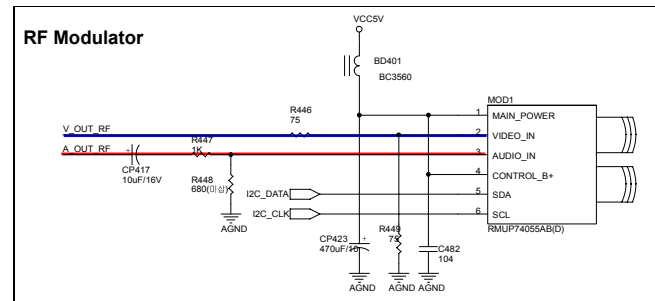 RF Modulator
VCC5V
BD401
BC3560
MOD1
R446
75
1
MAIN_POWER
V_OUT_RF
2
VIDEO_IN
A_OUT_RF
R447
1K
3
AUDIO_IN
CP417
10uF/16V
4
CONTROL_B+
R448
680(미삽)
I2C_DATA
5
SDA
I2C_CLK
6
SCL
AGND
RMUP74055AB(D)
CP423
470uF/10
R449
75
C482
104
AGND
AGND
AGND